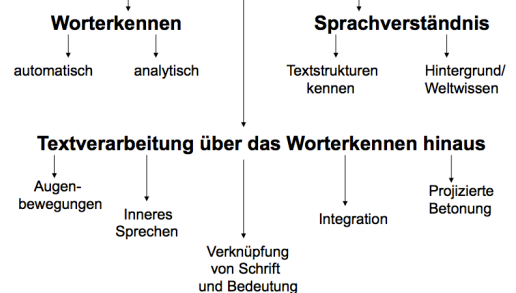 Worterkennen
Sprachverständnis
automatisch
analytisch
Textstrukturen
kennen
Hintergrund/
Weltwissen
Textverarbeitung über das Worterkennen hinaus
Augen-
bewegungen
Inneres
Sprechen
Verknüpfung
von Schrift
und Bedeutung
Integration
Projizierte
Betonung